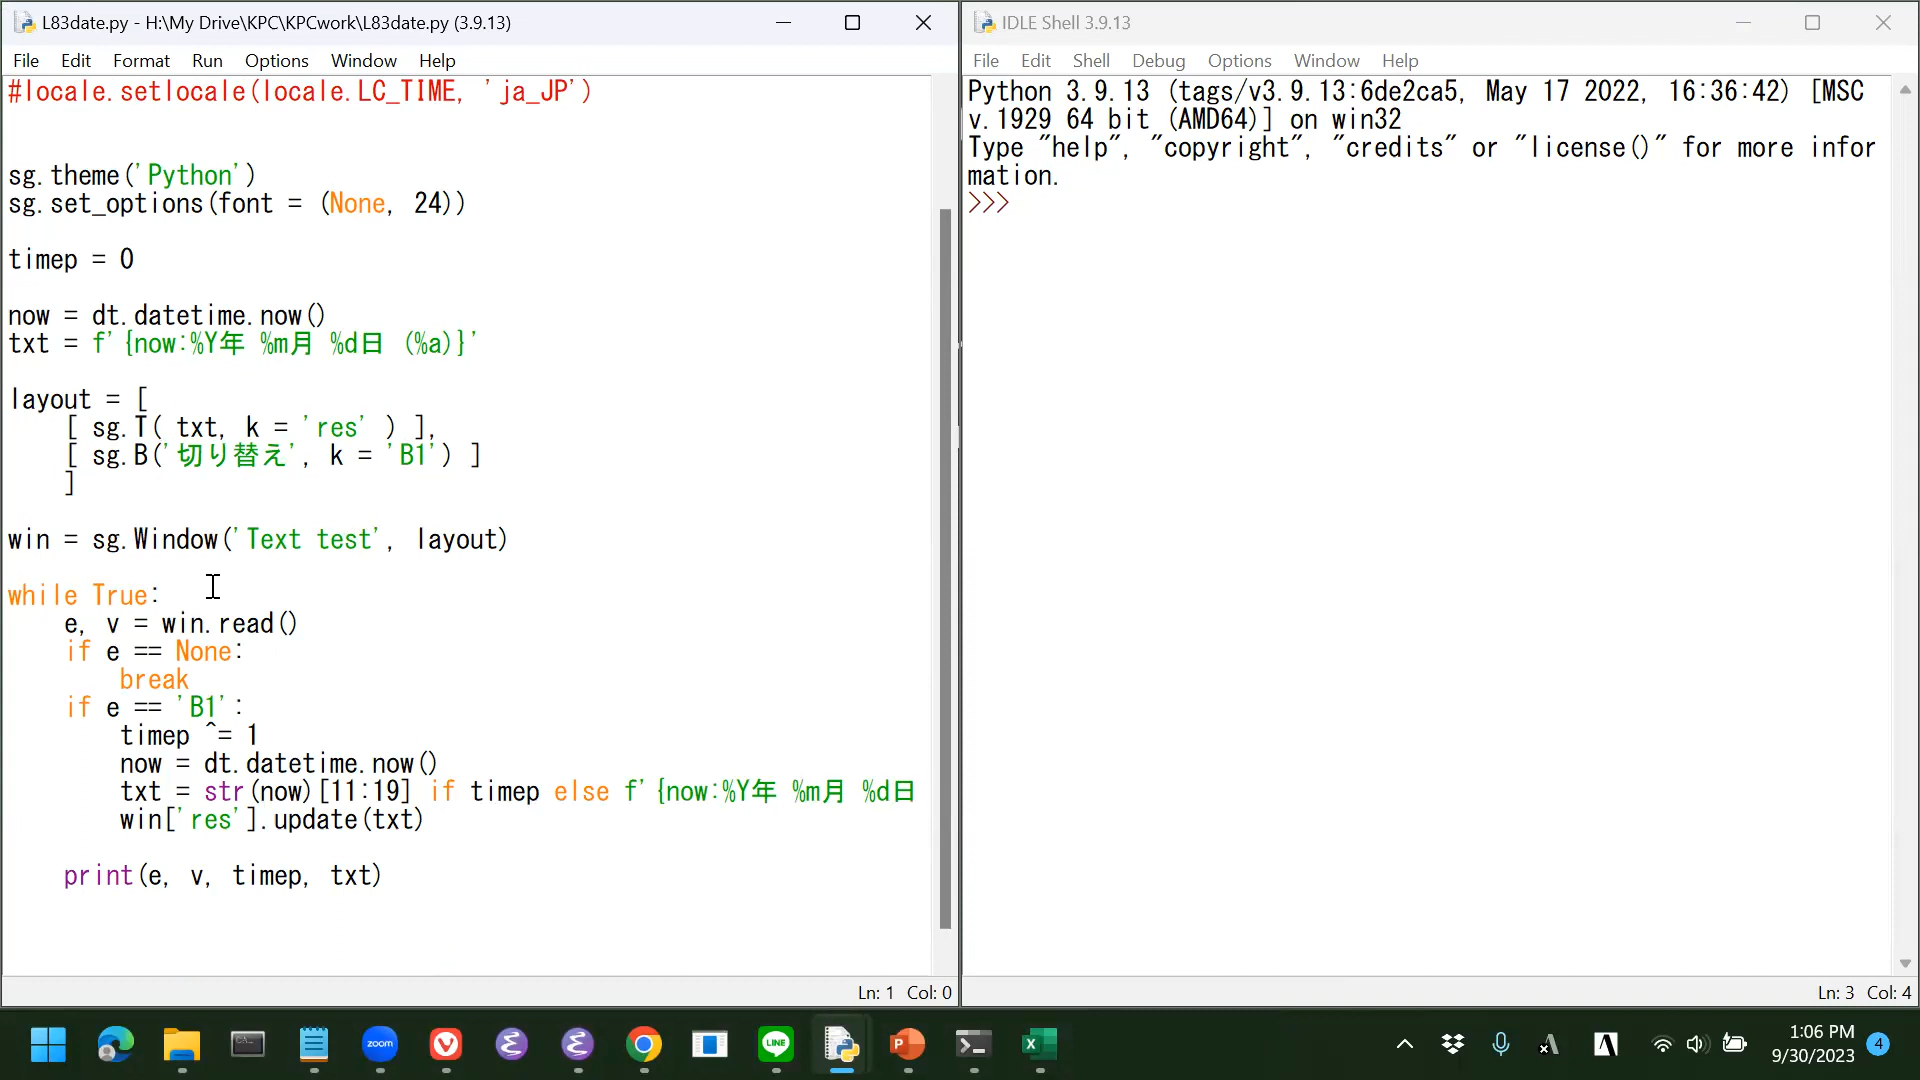 L83date.py - H:\My Drive\KPC\KPCwork\L83date.py (3.9.13)
File Edit Format Run Options Window Help
#locale.setlocale(locale.LC_TIME, 'ja_JP')
sg.theme('Python')
sg.set_options(font = (None, 24))
timep = 0
now = dt.datetime.now()
txt = f'{now:%Y年 %m月 %d日 (%a)}'
layout = [
[ sg.T( txt, k = 'res' ) ],
[ sg.B('切り替え', k = 'B1') ]
]
win = sg.Window('Text test', layout)
while True:
e, v = win.read()
if e == None:
break
if e == 'B1':
timep ^= 1
now = dt.datetime.now()
txt = str(now)[11:19] if timep else f'{now:%Y年 %m月 %d日
win['res'].update(txt)
print(e, v, timep, txt)
Ln: 1 Col: 0
IDLE Shell 3.9.13
File Edit Shell Debug Options Window Help
Python 3.9.13 (tags/v3.9.13:6de2ca5, May 17 2022, 16:36:42) [MSC
v.1929 64 bit (AMD64)] on win32
Type "help", "copyright", "credits" or "license()" for more infor
mation.
>>>
Ln: 3 Col: 4
zoom
LINE
A
1:06 PM
9/30/2023
4